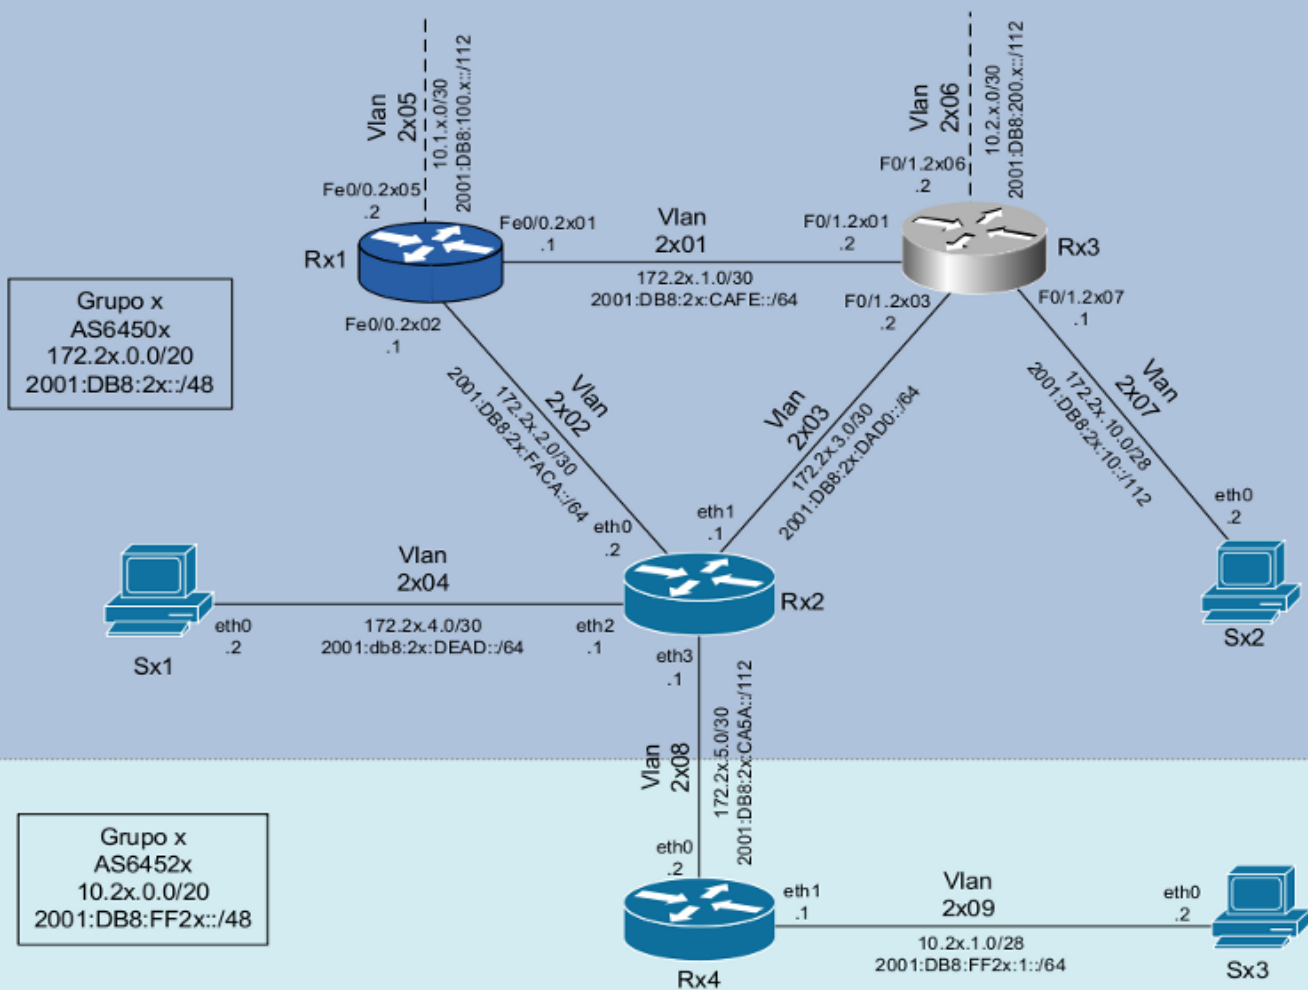 Vlan
2x05
10.1.x.0/30
2001:DB8:100.x::/112
Vlan
2x06
10.2.x.0/30
2001:DB8:200.x::/112
Fe0/0.2x05
.2
F0/1.2x06
.2
Rx1
Fe0/0.2x01
.1
Vlan
2x01
172.2x.1.0/30
2001:DB8:2x:CAFE::/64
F0/1.2x01
.2
Rx3
Fe0/0.2x02
.1
F0/1.2x03
.2
F0/1.2x07
.1
Grupo x
AS6450x
172.2x.0.0/20
2001:DB8:2x::/48
Vlan
2x02
172.2x.2.0/30
2001:DB8:2x:FACA::/64
Vlan
2x03
172.2x.3.0/30
2001:DB8:2x:DAD0::/64
Vlan
2x07
172.2x.10.0/28
2001:DB8:2x:10::/112
eth0
.2
eth1
.1
eth0
.2
Sx1
eth0
.2
Vlan
2x04
172.2x.4.0/30
2001:db8:2x:DEAD::/64
eth2
.1
Rx2
Sx2
eth3
.1
Vlan
2x08
172.2x.5.0/30
2001:DB8:2x:CA5A::/112
Grupo x
AS6452x
10.2x.0.0/20
2001:DB8:FF2x::/48
eth0
.2
Rx4
eth1
.1
Vlan
2x09
10.2x.1.0/28
2001:DB8:FF2x:1::/64
eth0
.2
Sx3